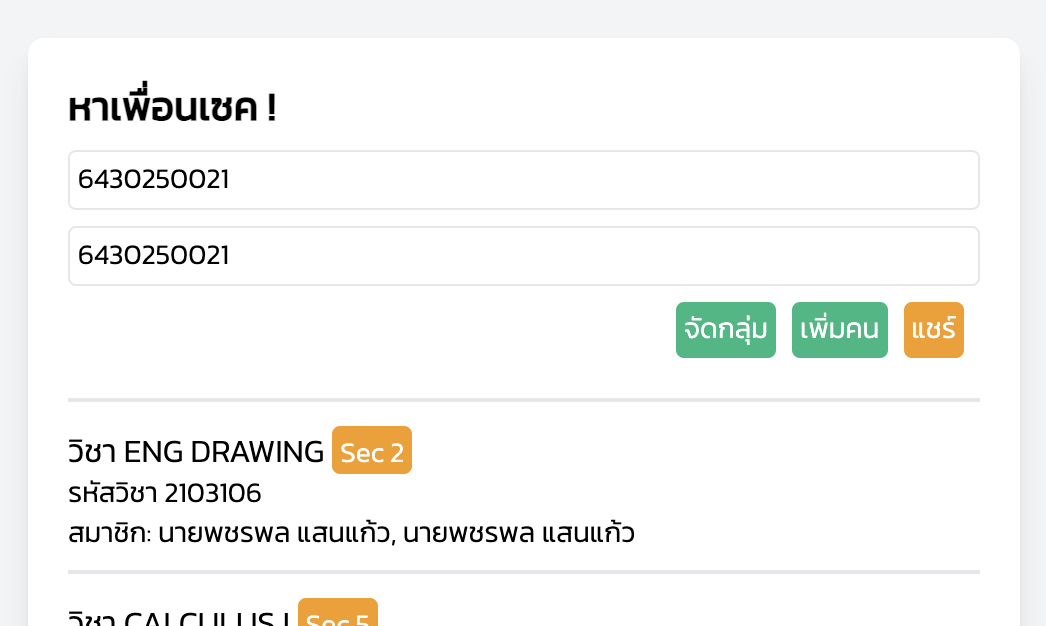 หาเพื่อนเซค !
6430250021
6430250021
จัดกลุ่ม เพิ่มคน แชร์
วิชา ENG DRAWING Sec 2
รหัสวิชา 2103106
สมาชิก: นายพชรพล แสนแก้ว, นายพชรพล แสนแก้ว
วิชา CALCULUS I Sec 5